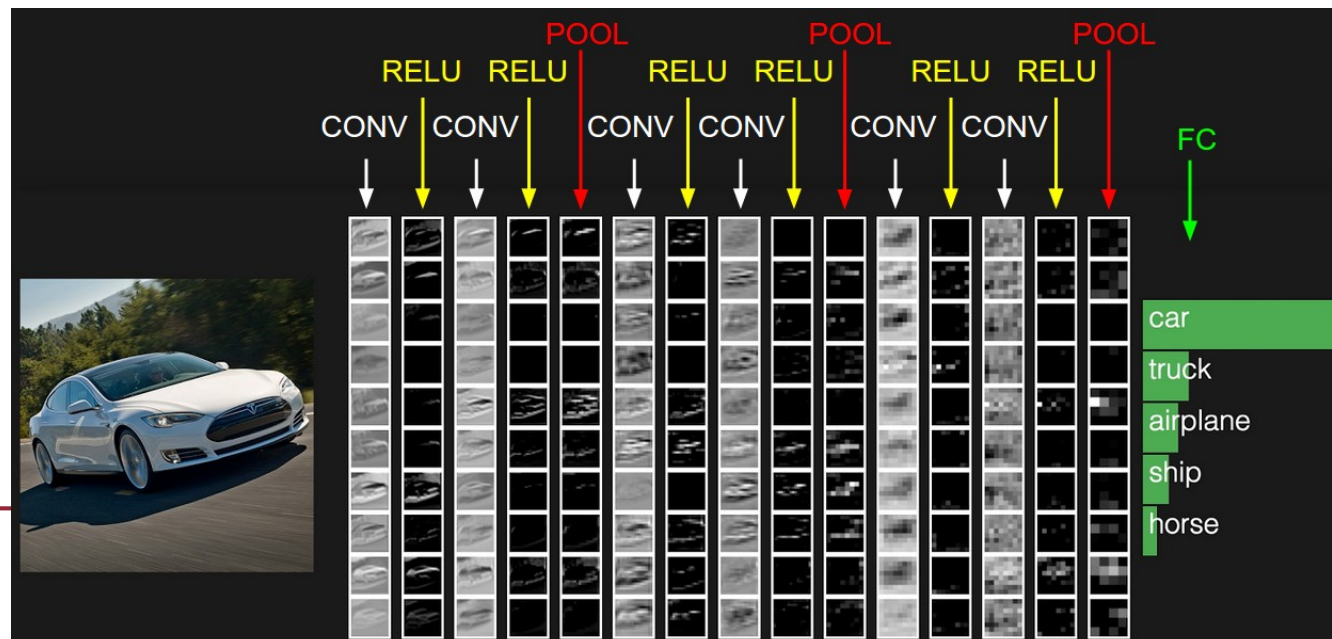 POOL POOL POOL
RELU RELU RELU RELU RELU RELU
CONV CONV CONV CONV CONV CONV
FC
car
truck
airplane
ship
horse